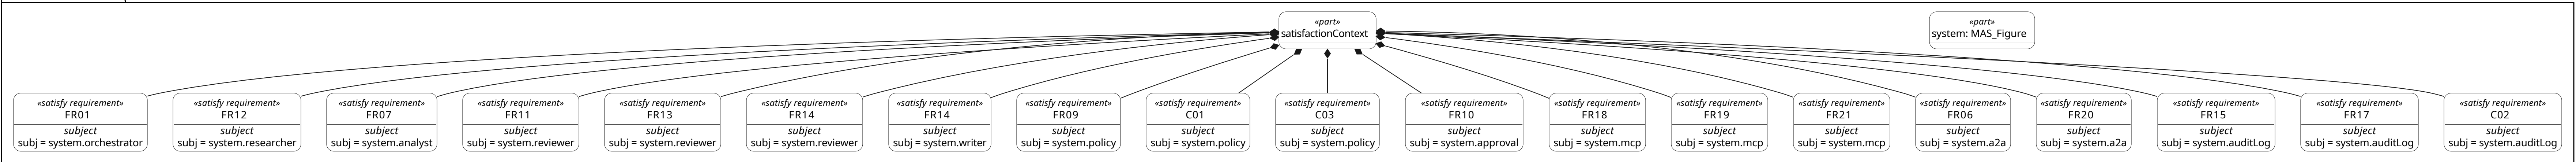 «part»
satisfactionContext
«part»
system: MAS_Figure
«satisfy requirement»
FR01
subject
subj = system.orchestrator
«satisfy requirement»
FR12
subject
subj = system.researcher
«satisfy requirement»
FR07
subject
subj = system.analyst
«satisfy requirement»
FR11
subject
subj = system.reviewer
«satisfy requirement»
FR13
subject
subj = system.reviewer
«satisfy requirement»
FR14
subject
subj = system.reviewer
«satisfy requirement»
FR14
subject
subj = system.writer
«satisfy requirement»
FR09
subject
subj = system.policy
«satisfy requirement»
C01
subject
subj = system.policy
«satisfy requirement»
C03
subject
subj = system.policy
«satisfy requirement»
FR10
subject
subj = system.approval
«satisfy requirement»
FR18
subject
subj = system.mcp
«satisfy requirement»
FR19
subject
subj = system.mcp
«satisfy requirement»
FR21
subject
subj = system.mcp
«satisfy requirement»
FR06
subject
subj = system.a2a
«satisfy requirement»
FR20
subject
subj = system.a2a
«satisfy requirement»
FR15
subject
subj = system.auditLog
«satisfy requirement»
FR17
subject
subj = system.auditLog
«satisfy requirement»
C02
subject
subj = system.auditLog